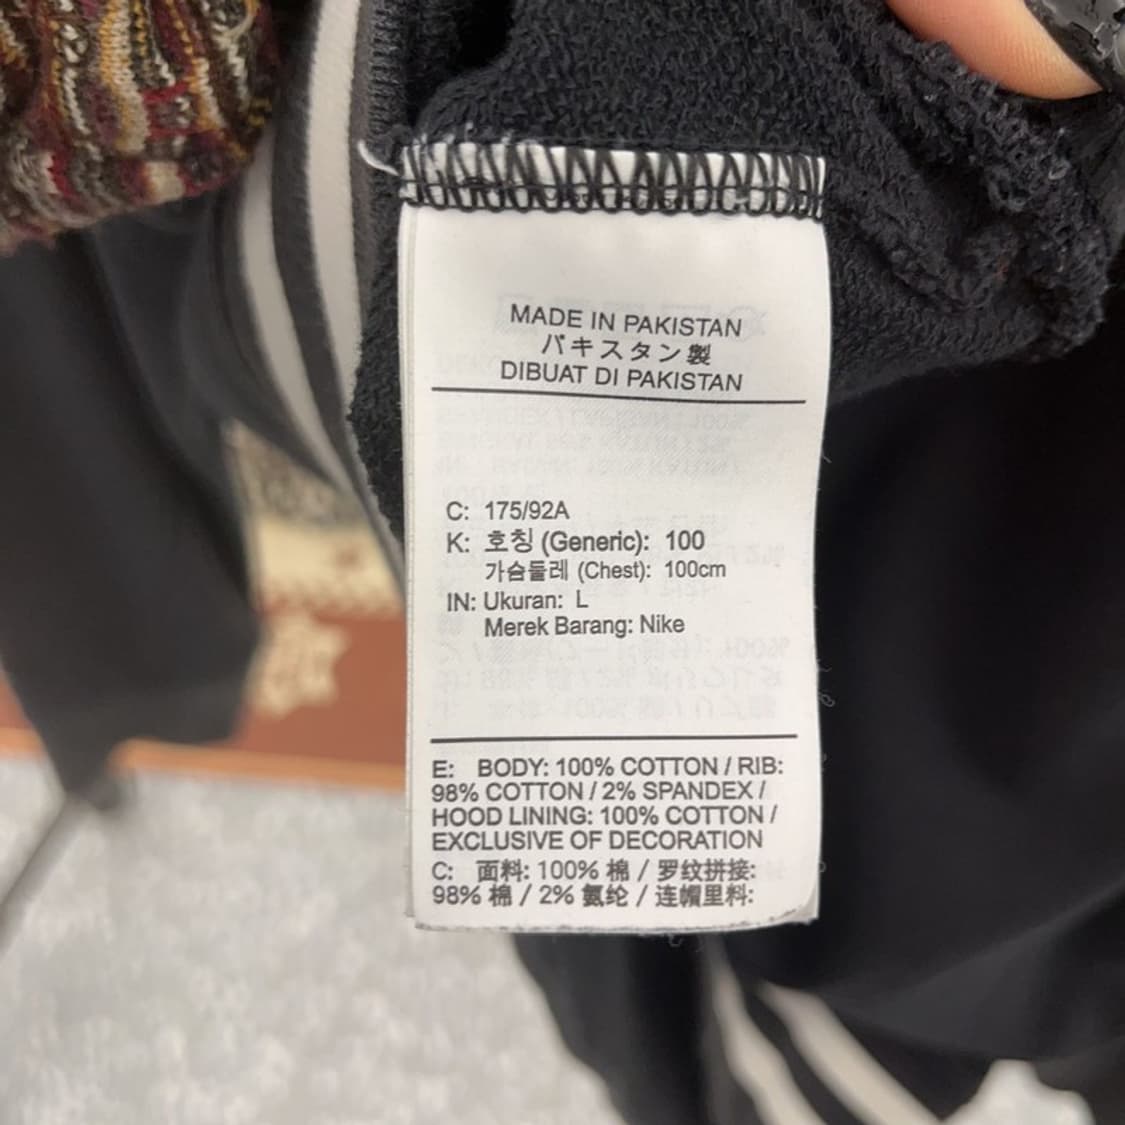 MADE IN PAKISTAN
パキスタン製
DIBUAT DI PAKISTAN
C: 175/92A
K: 호칭 (Generic): 100
가슴둘레 (Chest): 100cm
IN: Ukuran: L
Merek Barang: Nike
E: BODY: 100% COTTON / RIB:
98% COTTON / 2% SPANDEX /
HOOD LINING: 100% COTTON /
EXCLUSIVE OF DECORATION
C: 面料: 100% 棉 / 罗纹拼接:
98% 棉 / 2% 氨纶 / 连帽里料: